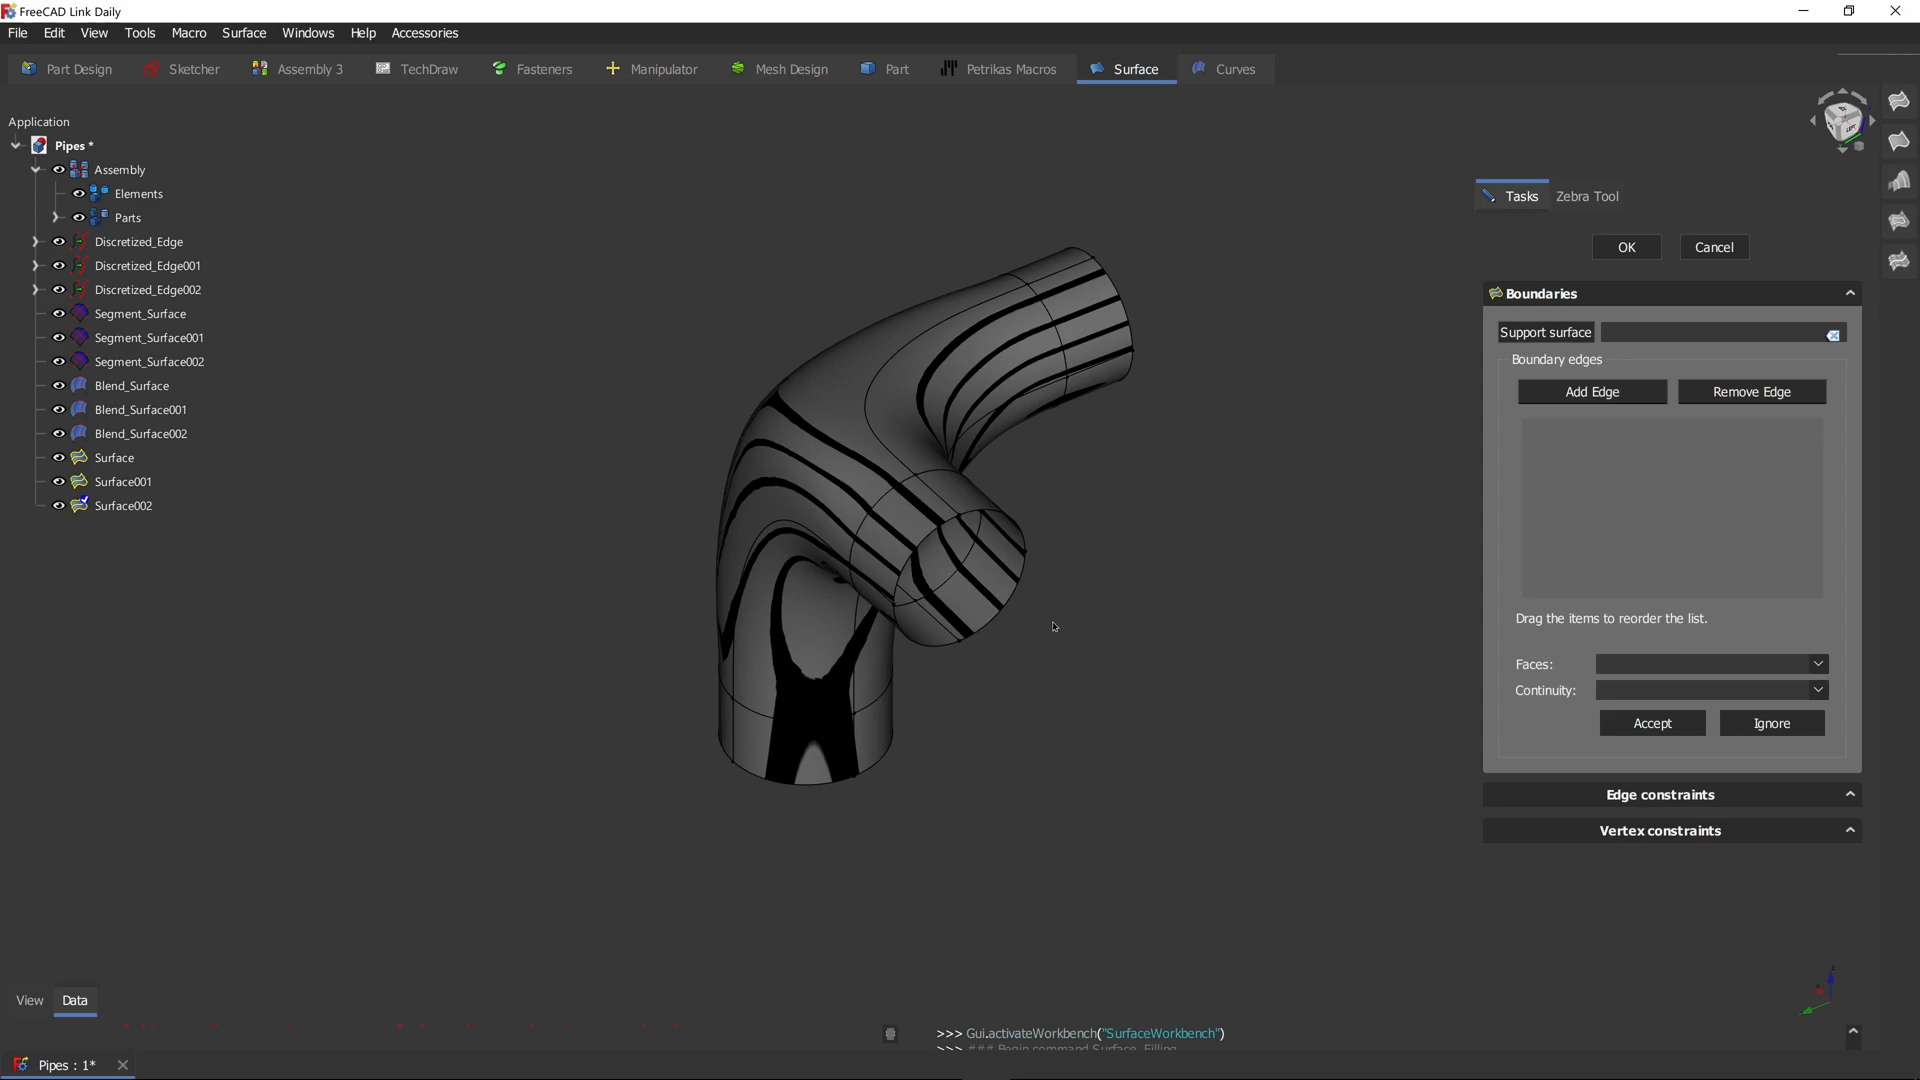 FreeCAD Link Daily
File Edit View Tools Macro Surface Windows Help Accessories
Part Design Sketcher Assembly 3 TechDraw Fasteners Manipulator Mesh Design Part Petrikas Macros Surface Curves
Application
Pipes *
Assembly
Elements
Parts
Discretized_Edge
Discretized_Edge001
Discretized_Edge002
Segment_Surface
Segment_Surface001
Segment_Surface002
Blend_Surface
Blend_Surface001
Blend_Surface002
Surface
Surface001
Surface002
Tasks Zebra Tool
OK Cancel
Boundaries
Support surface
Boundary edges
Add Edge Remove Edge
Drag the items to reorder the list.
Faces:
Continuity:
Accept Ignore
Edge constraints
Vertex constraints
View Data
>>> Gui.activateWorkbench("SurfaceWorkbench")
>>> ### Begin command Surface_Filling
Pipes : 1*